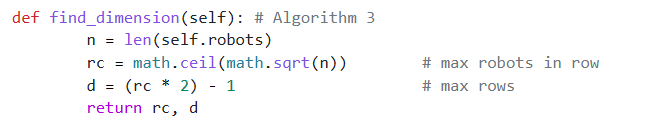 def find_dimension(self): # Algorithm 3
n = len(self.robots)
rc = math.ceil(math.sqrt(n)) # max robots in row
d = (rc * 2) - 1 # max rows
return rc, d